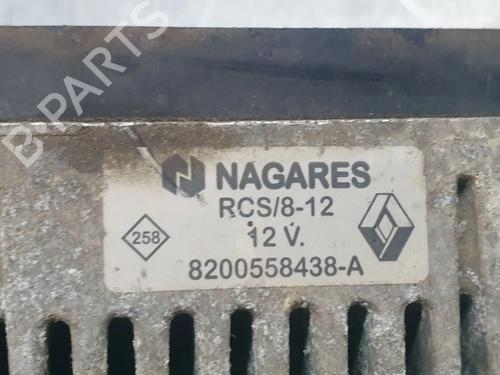 B-PARTS
NAGARES
RCS/8-12
258
12 V.
8200558438-A